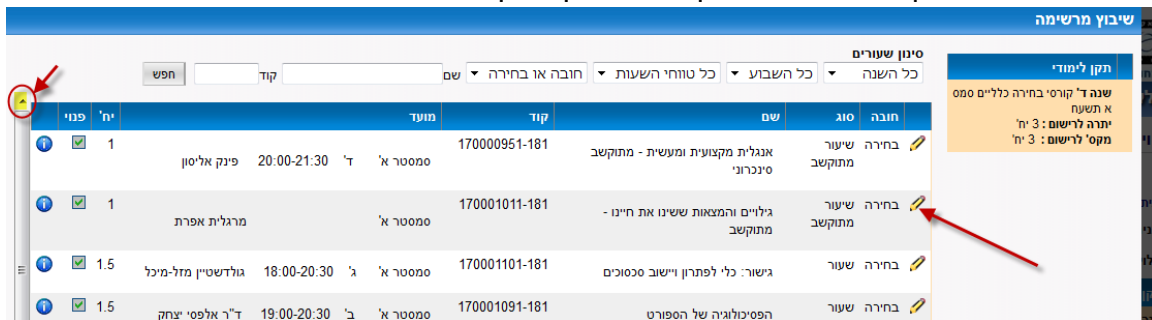 שיבוץ מרשימה
תקן לימודי
שנה ד' קורסי בחירה כלליים סמס
א תשעח
יתרה לרישום : 3 יח'
מקס' לרישום : 3 יח'
סינון שעורים
כל השנה כל השבוע כל טווחי השעות חובה או בחירה שם קוד חפש
חובה סוג שם קוד מועד יח' פנוי
בחירה שיעור מתוקשב אנגלית מקצועית ומעשית - מתוקשב סינכרוני 170000951-181 סמסטר א' ד' 20:00-21:30 פינק אליסון 1
בחירה שיעור מתוקשב גילויים והמצאות ששינו את חיינו - מתוקשב 170001011-181 סמסטר א' מרגלית אפרת 1
בחירה שעור גישור: כלי לפתרון ויישוב סכסוכים 170001101-181 סמסטר א' ג' 18:00-20:30 גולדשטיין מזל-מיכל 1.5
בחירה שעור הפסיכולוגיה של הספורט 170001091-181 סמסטר א' ב' 19:00-20:30 ד"ר אלפסי יצחק 1.5